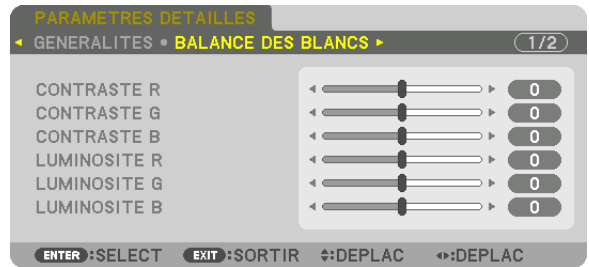 PARAMETRES DETAILLES
◄ GENERALITES • BALANCE DES BLANCS ► 1/2
CONTRASTE R 0
CONTRASTE G 0
CONTRASTE B 0
LUMINOSITE R 0
LUMINOSITE G 0
LUMINOSITE B 0
ENTER:SELECT EXIT:SORTIR ♦:DEPLAC ◄►:DEPLAC